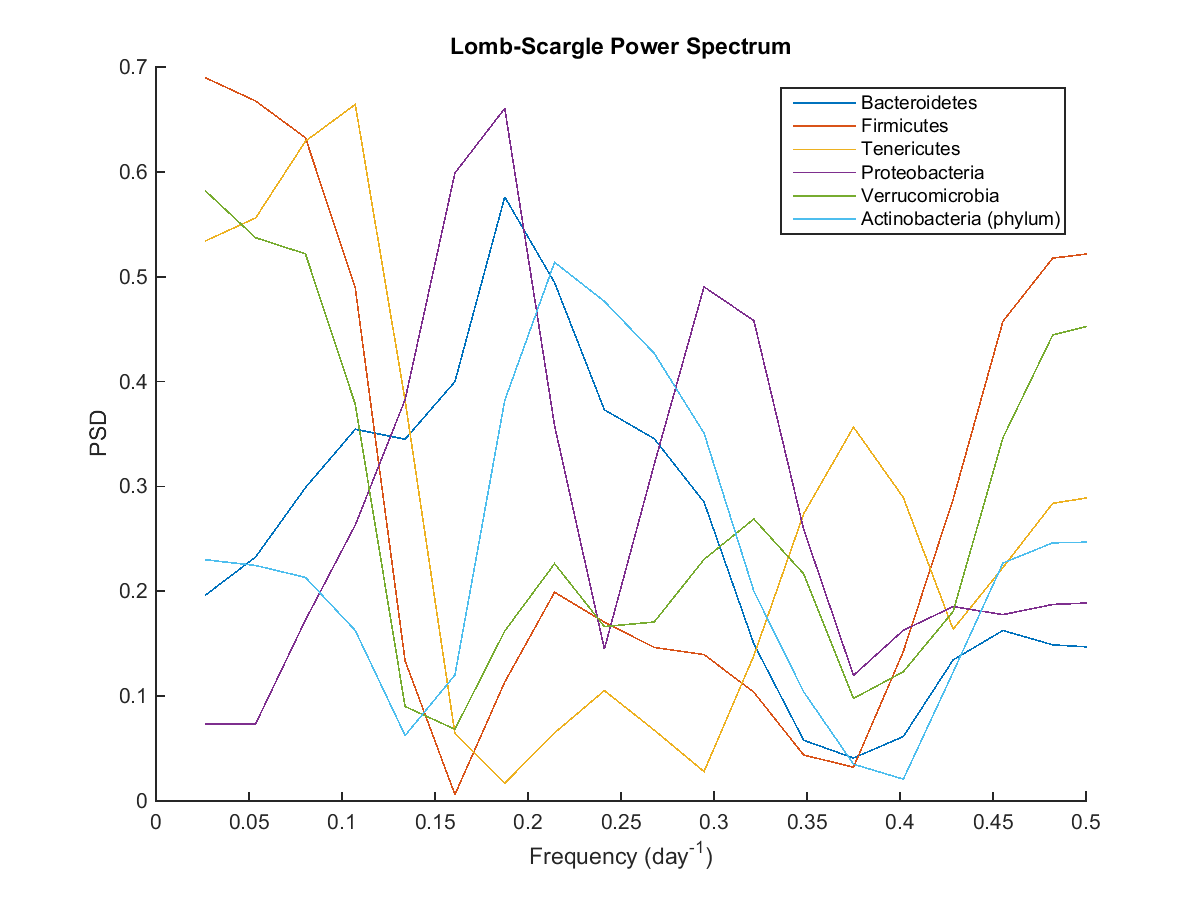 Lomb-Scargle Power Spectrum
0.7
0.6
0.5
0.4
0.3
0.2
0.1
0
PSD
Bacteroidetes
Firmicutes
Tenericutes
Proteobacteria
Verrucomicrobia
Actinobacteria (phylum)
0 0.05 0.1 0.15 0.2 0.25 0.3 0.35 0.4 0.45 0.5
Frequency (day⁻¹)